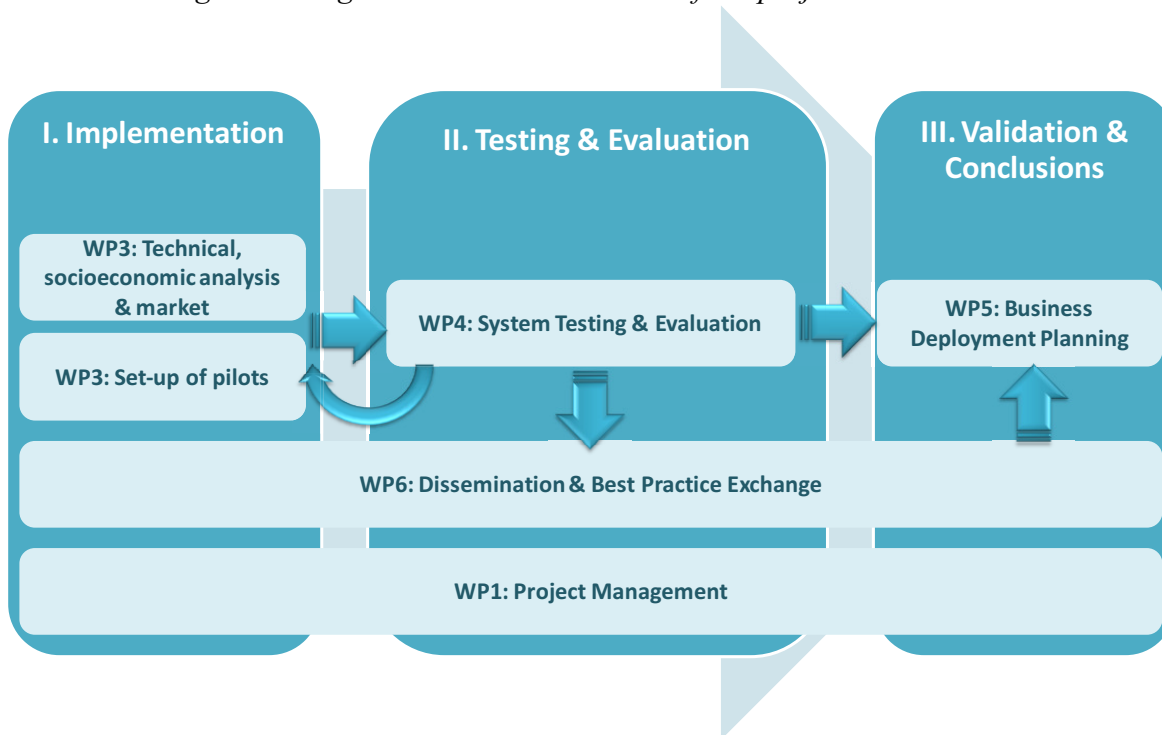 I. Implementation
II. Testing & Evaluation
III. Validation &
Conclusions
WP3: Technical,
socioeconomic analysis
& market
WP3: Set-up of pilots
WP4: System Testing & Evaluation
WP5: Business
Deployment Planning
WP6: Dissemination & Best Practice Exchange
WP1: Project Management